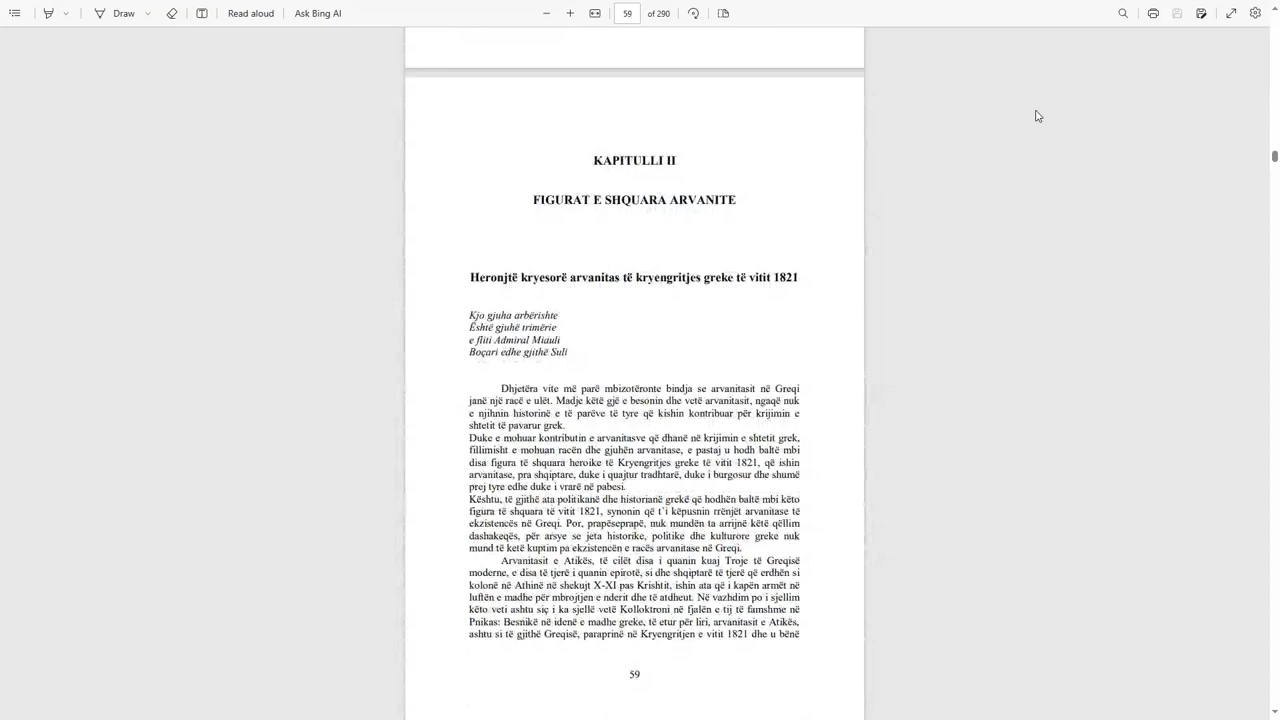 Draw
Read aloud
Ask Bing AI
59
of 290
KAPITULLI II
FIGURAT E SHQUARA ARVANITE
Heronjtë kryesorë arvanitas të kryengritjes greke të vitit 1821
Kjo gjuha arbërishte
Është gjuhë trimërie
e fliti Admiral Miauli
Boçari edhe gjithë Suli
Dhjetëra vite më parë mbizotëronte bindja se arvanitasit në Greqi
janë një racë e ulët. Madje këtë gjë e besonin dhe vetë arvanitasit, ngaqë nuk
e njihnin historinë e të parëve të tyre që kishin kontribuar për krijimin e
shtetit të pavarur grek.
Duke e mohuar kontributin e arvanitasve që dhanë në krijimin e shtetit grek,
fillimisht e mohuan racën dhe gjuhën arvanitase, e pastaj u hodh baltë mbi
disa figura të shquara heroike të Kryengritjes greke të vitit 1821, që ishin
arvanitase, pra shqiptare, duke i quajtur tradhtarë, duke i burgosur dhe shumë
prej tyre edhe duke i vrarë në pabesi.
Kështu, të gjithë ata politikanë dhe historianë grekë që hodhën baltë mbi këto
figura të shquara të vitit 1821, synonin që t`i këpusnin rrënjët arvanitase të
ekzistencës në Greqi. Por, prapëseprapë, nuk mundën ta arrijnë këtë qëllim
dashakeqës, për arsye se jeta historike, politike dhe kulturore greke nuk
mund të ketë kuptim pa ekzistencën e racës arvanitase në Greqi.
Arvanitasit e Atikës, të cilët disa i quanin kuaj Troje të Greqisë
moderne, e disa të tjerë i quanin epirotë, si dhe shqiptarë të tjerë që erdhën si
kolonë në Athinë në shekujt X-XI pas Krishtit, ishin ata që i kapën armët në
luftën e madhe për mbrojtjen e nderit dhe të atdheut. Në vazhdim po i sjellim
këto veti ashtu siç i ka sjellë vetë Kolloktroni në fjalën e tij të famshme në
Pnikas: Besnikë në idenë e madhe greke, të etur për liri, arvanitasit e Atikës,
ashtu si të gjithë Greqisë, paraprinë në Kryengritjen e vitit 1821 dhe u bënë
59